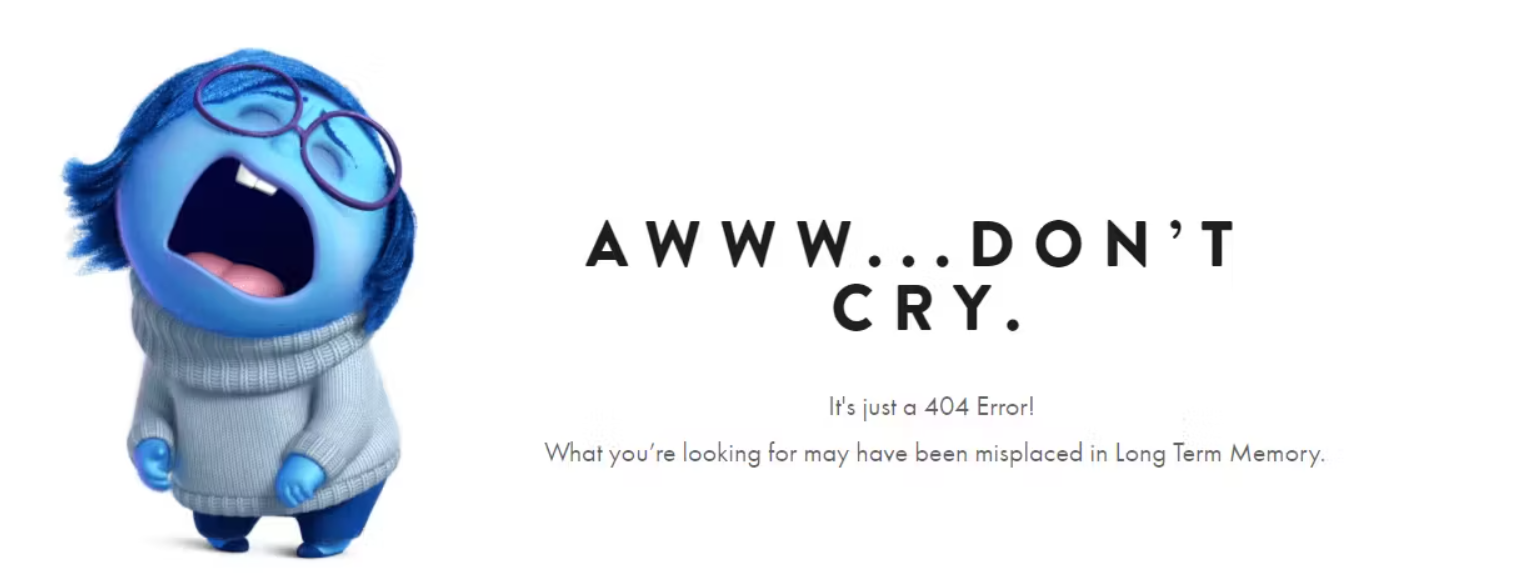 AWWW...DON’T
CRY.
It's just a 404 Error!
What you’re looking for may have been misplaced in Long Term Memory.